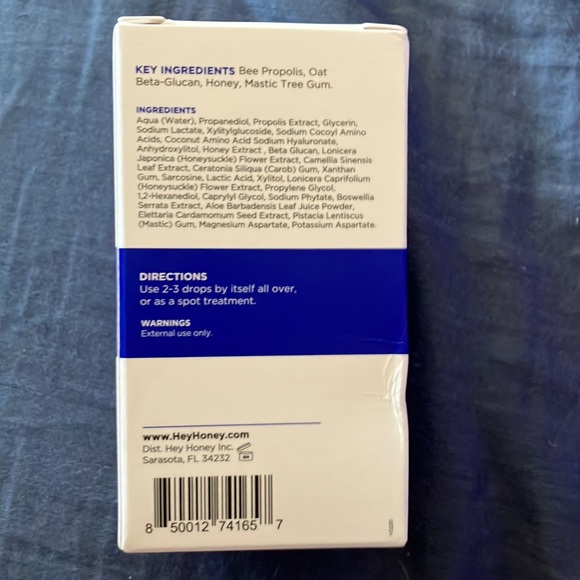 KEY INGREDIENTS Bee Propolis, Oat
Beta-Glucan, Honey, Mastic Tree Gum.
INGREDIENTS
Aqua (Water), Propanediol, Propolis Extract, Glycerin,
Sodium Lactate, Xylitylglucoside, Sodium Cocoyl Amino
Acids, Coconut Amino Acid Sodium Hyaluronate,
Anhydroxylitol, Honey Extract , Beta Glucan, Lonicera
Japonica (Honeysuckle) Flower Extract, Camellia Sinensis
Leaf Extract, Ceratonia Siliqua (Carob) Gum, Xanthan
Gum, Sarcosine, Lactic Acid, Xylitol, Lonicera Caprifolium
(Honeysuckle) Flower Extract, Propylene Glycol,
1,2-Hexanediol, Caprylyl Glycol, Sodium Phytate, Boswellia
Serrata Extract, Aloe Barbadensis Leaf Juice Powder,
Elettaria Cardamomum Seed Extract, Pistacia Lentiscus
(Mastic) Gum, Magnesium Aspartate, Potassium Aspartate.
DIRECTIONS
Use 2-3 drops by itself all over,
or as a spot treatment.
WARNINGS
External use only.
www.HeyHoney.com
Dist. Hey Honey Inc.
Sarasota, FL 34232
8 50012 74165 7